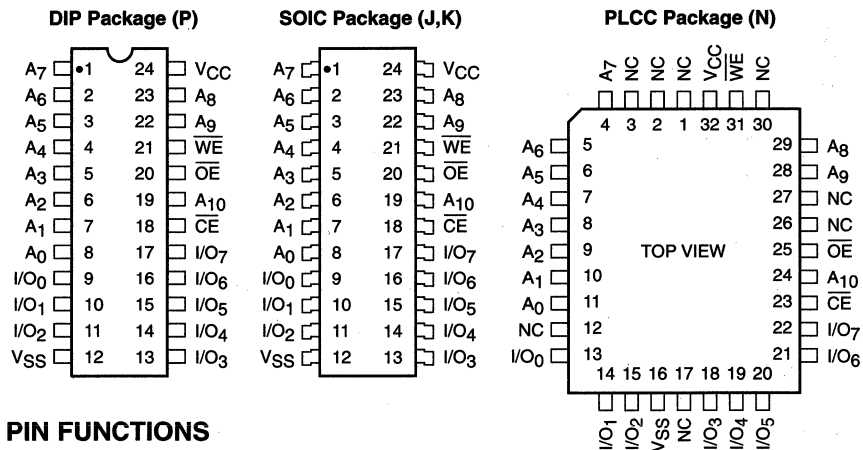 DIP Package (P) SOIC Package (J,K) PLCC Package (N)
A7 NC NC NC VCC WE NC
4 3 2 1 32 31 30
A7 1 24 VCC A7 1 24 VCC
A6 2 23 A8 A6 2 23 A8 A6 5 29 A8
A5 3 22 A9 A5 3 22 A9 A5 6 28 A9
A4 4 21 WE A4 4 21 WE A4 7 27 NC
A3 5 20 OE A3 5 20 OE A3 8 26 NC
A2 6 19 A10 A2 6 19 A10 A2 9 TOP VIEW 25 OE
A1 7 18 CE A1 7 18 CE A1 10 24 A10
A0 8 17 I/O7 A0 8 17 I/O7 A0 11 23 CE
I/O0 9 16 I/O6 I/O0 9 16 I/O6 NC 12 22 I/O7
I/O1 10 15 I/O5 I/O1 10 15 I/O5 I/O0 13 21 I/O6
I/O2 11 14 I/O4 I/O2 11 14 I/O4
VSS 12 13 I/O3 VSS 12 13 I/O3
14 15 16 17 18 19 20
I/O1 I/O2 VSS NC I/O3 I/O4 I/O5
PIN FUNCTIONS